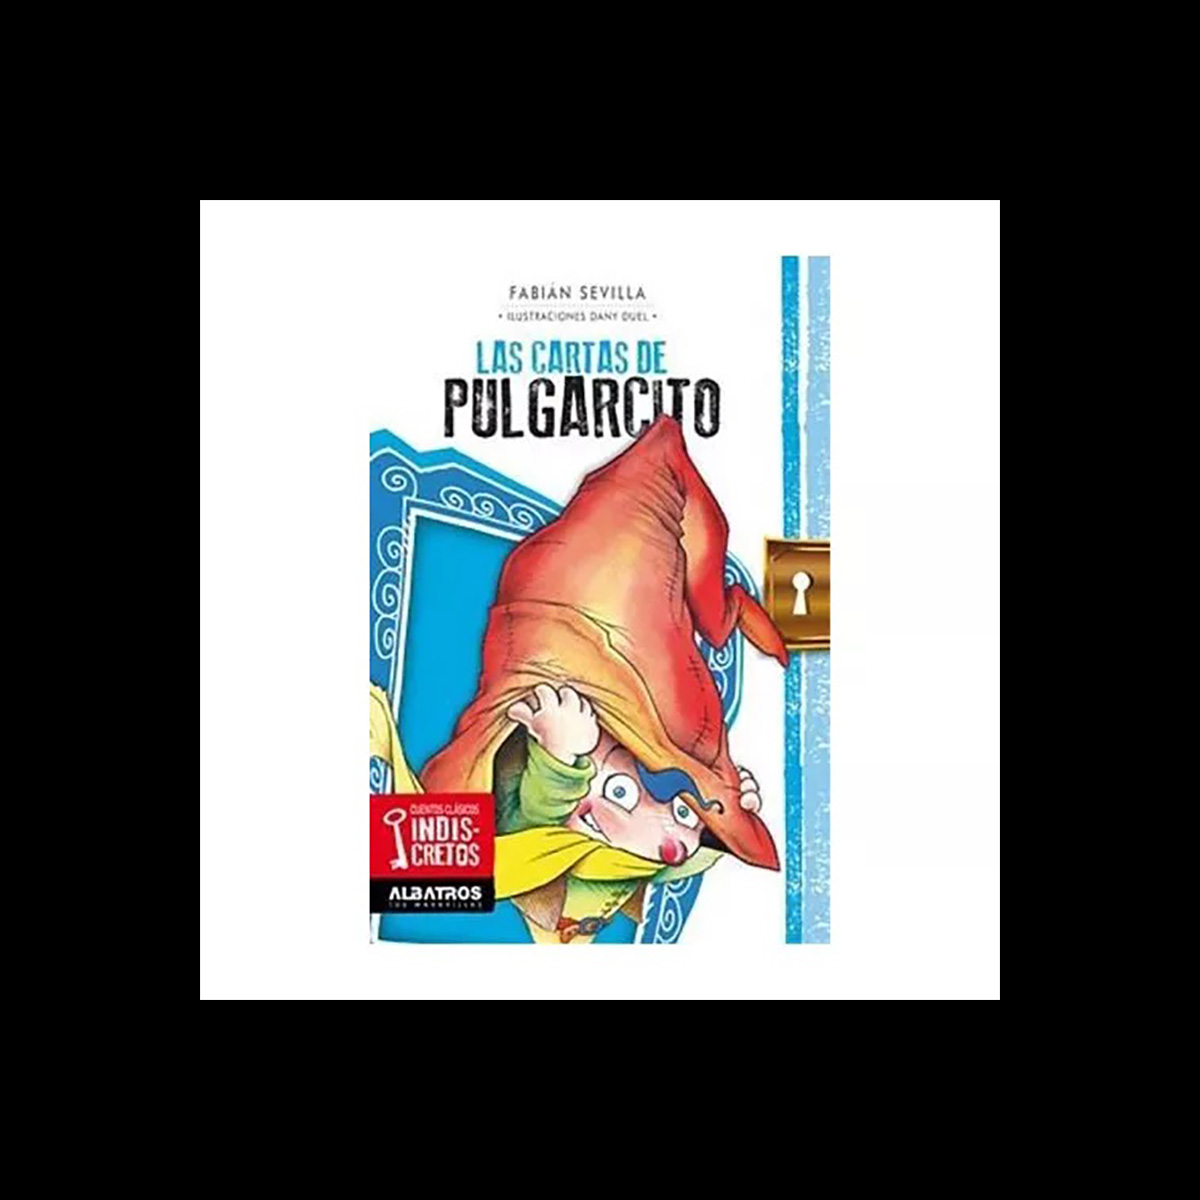 FABIÁN SEVILLA
• ILUSTRACIONES DANY DUEL •
LAS CARTAS DE
PULGARCITO
CUENTOS CLÁSICOS
INDIS-
CRETOS
ALBATROS